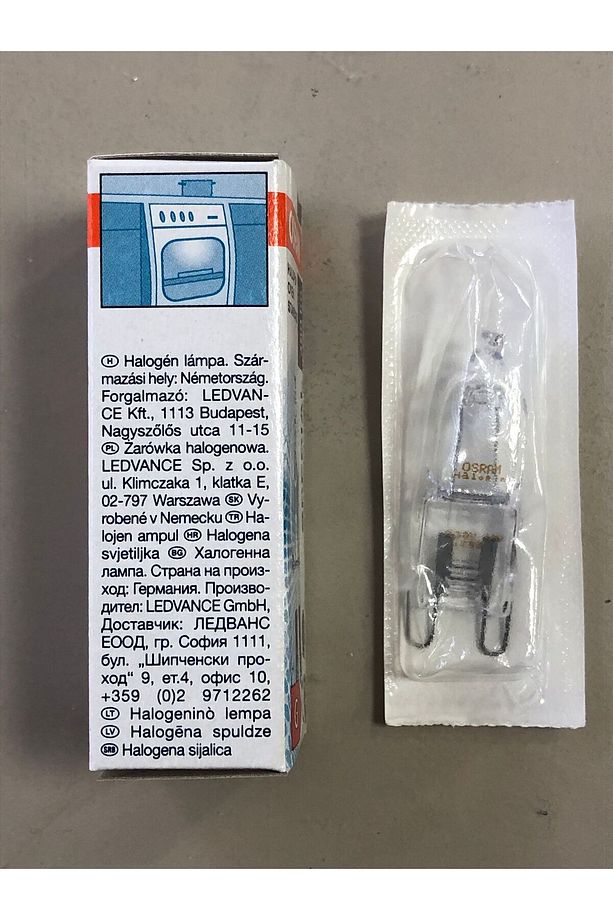 Ⓗ Halogén lámpa. Szár-
mazási hely: Németország.
Forgalmazó: LEDVAN-
CE Kft., 1113 Budapest,
Nagyszőlős utca 11-15
PL Żarówka halogenowa.
LEDVANCE Sp. z o.o.
ul. Klimczaka 1, klatka E,
02-797 Warszawa SK Vy-
robené v Nemecku TR Ha-
lojen ampul HR Halogena
svjetiljka BG Халогенна
лампа. Страна на произ-
ход: Германия. Произво-
дител: LEDVANCE GmbH,
Доставчик: ЛЕДВАНС
ЕООД, гр. София 1111,
бул. „Шипченски про-
ход“ 9, ет.4, офис 10,
+359 (0)2 9712262
LT Halogeninò lempa
LV Halogēna spuldze
SRB Halogena sijalica
OSRAM
Halogen